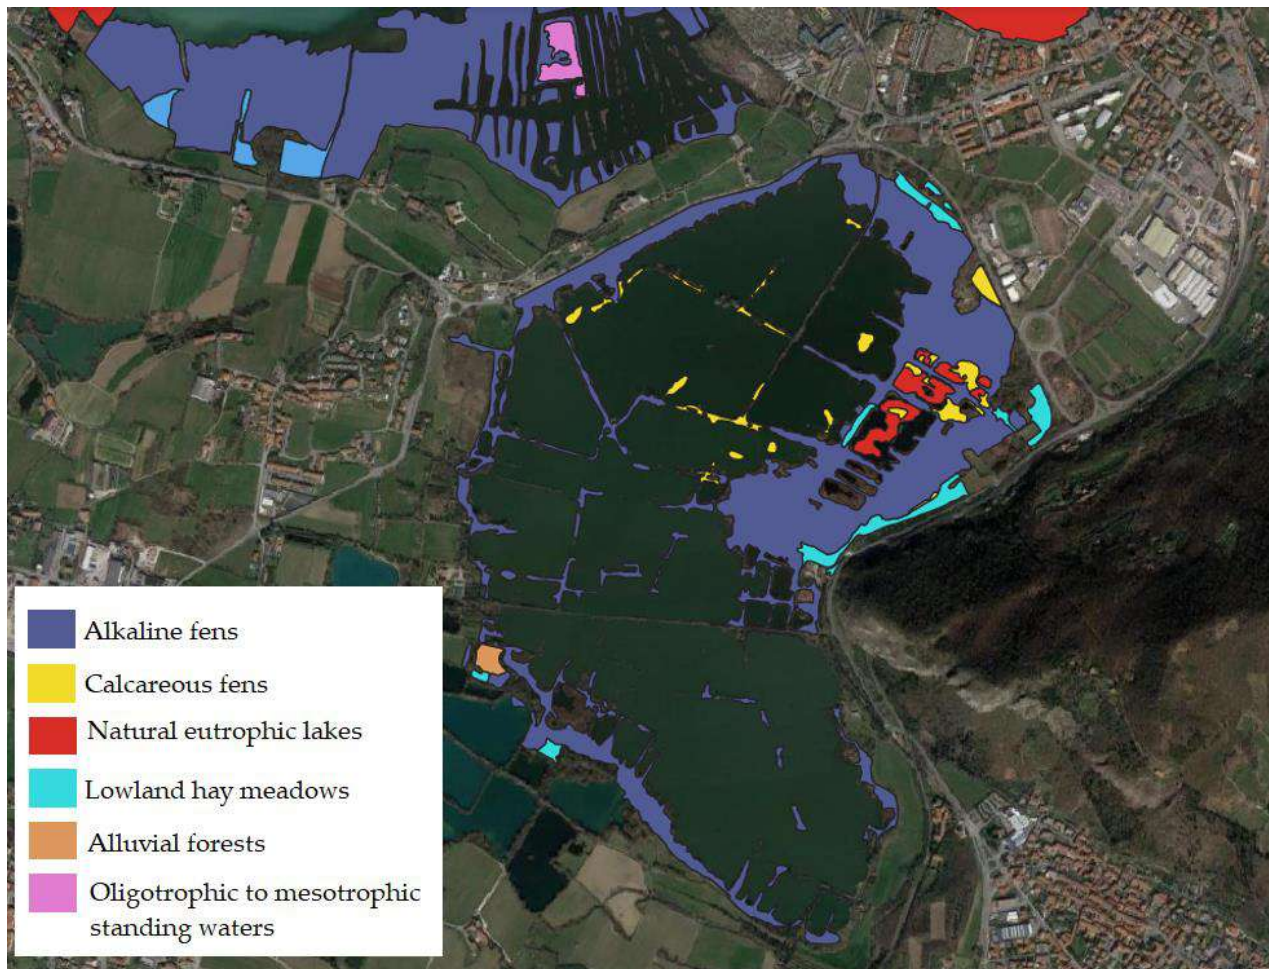 Alkaline fens
Calcareous fens
Natural eutrophic lakes
Lowland hay meadows
Alluvial forests
Oligotrophic to mesotrophic
standing waters